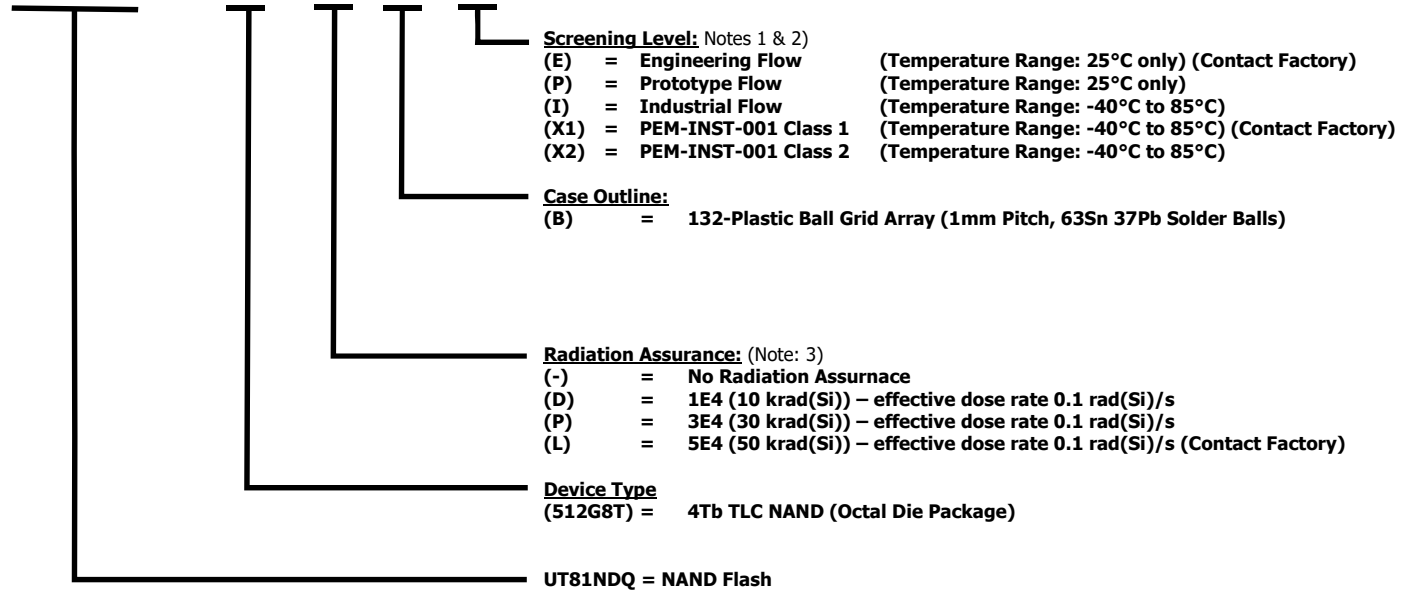 Screening Level: Notes 1 & 2)
(E) = Engineering Flow (Temperature Range: 25°C only) (Contact Factory)
(P) = Prototype Flow (Temperature Range: 25°C only)
(I) = Industrial Flow (Temperature Range: -40°C to 85°C)
(X1) = PEM-INST-001 Class 1 (Temperature Range: -40°C to 85°C) (Contact Factory)
(X2) = PEM-INST-001 Class 2 (Temperature Range: -40°C to 85°C)
Case Outline:
(B) = 132-Plastic Ball Grid Array (1mm Pitch, 63Sn 37Pb Solder Balls)
Radiation Assurance: (Note: 3)
(-) = No Radiation Assurnace
(D) = 1E4 (10 krad(Si)) – effective dose rate 0.1 rad(Si)/s
(P) = 3E4 (30 krad(Si)) – effective dose rate 0.1 rad(Si)/s
(L) = 5E4 (50 krad(Si)) – effective dose rate 0.1 rad(Si)/s (Contact Factory)
Device Type
(512G8T) = 4Tb TLC NAND (Octal Die Package)
UT81NDQ = NAND Flash